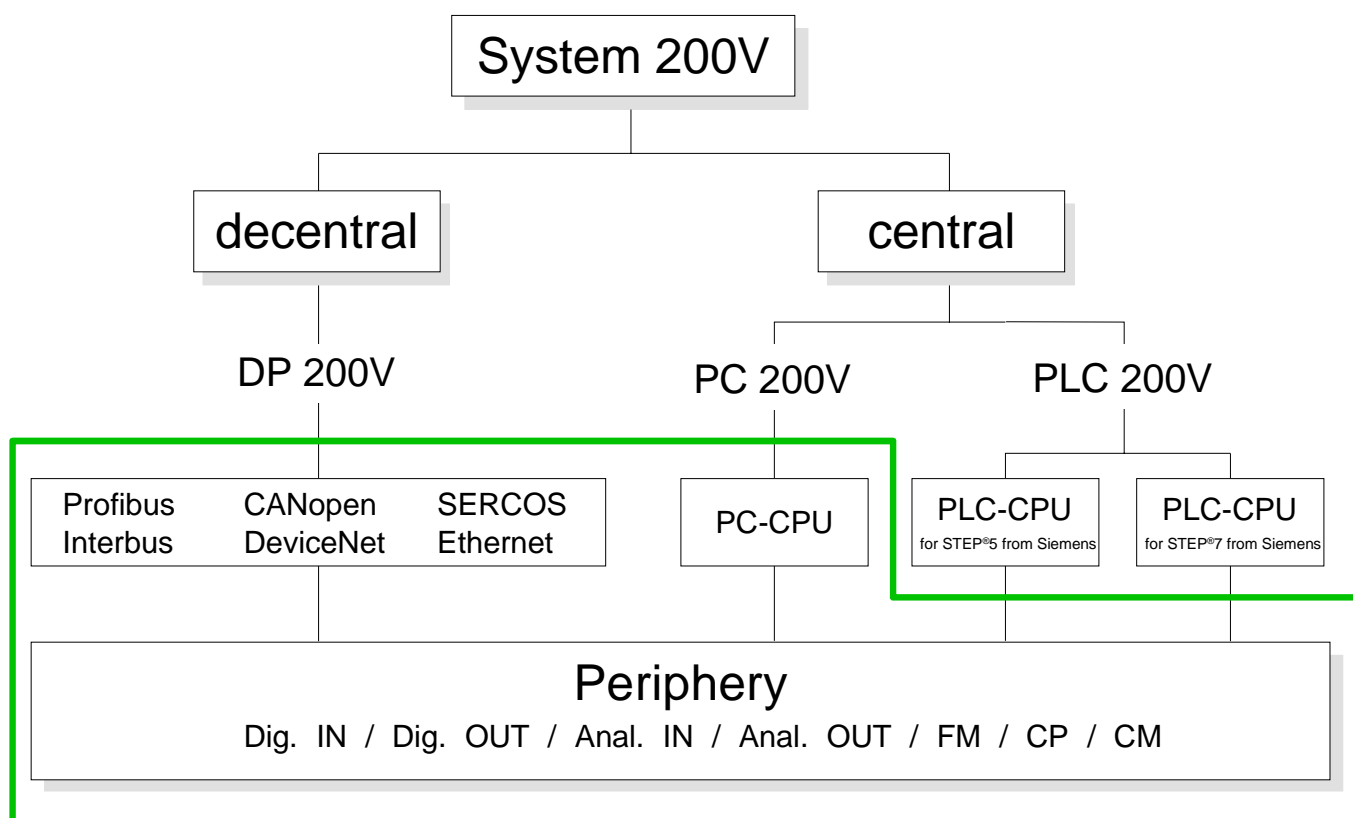 System 200V
decentral
central
DP 200V
PC 200V
PLC 200V
Profibus CANopen SERCOS
Interbus DeviceNet Ethernet
PC-CPU
PLC-CPU
for STEP®5 from Siemens
PLC-CPU
for STEP®7 from Siemens
Periphery
Dig. IN / Dig. OUT / Anal. IN / Anal. OUT / FM / CP / CM